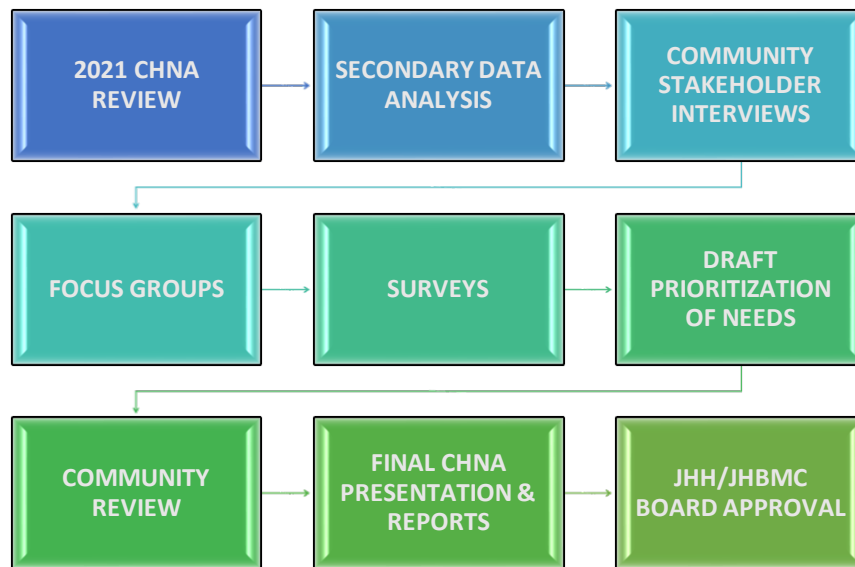 2021 CHNA
REVIEW
SECONDARY DATA
ANALYSIS
COMMUNITY
STAKEHOLDER
INTERVIEWS
FOCUS GROUPS
SURVEYS
DRAFT
PRIORITIZATION
OF NEEDS
COMMUNITY
REVIEW
FINAL CHNA
PRESENTATION &
REPORTS
JHH/JHBMC
BOARD APPROVAL